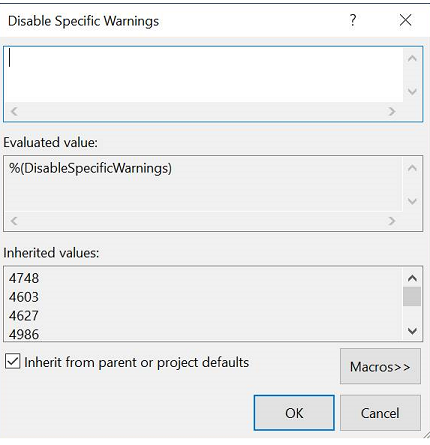 Disable Specific Warnings
Evaluated value:
%(DisableSpecificWarnings)
Inherited values:
4748
4603
4627
4986
Inherit from parent or project defaults
Macros>>
OK
Cancel